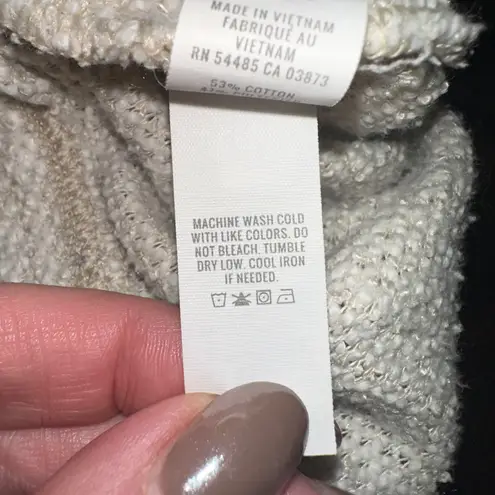 MADE IN VIETNAM
FABRIQUÉ AU
VIETNAM
RN 54485 CA 03873
53% COTTON
MACHINE WASH COLD
WITH LIKE COLORS. DO
NOT BLEACH. TUMBLE
DRY LOW. COOL IRON
IF NEEDED.